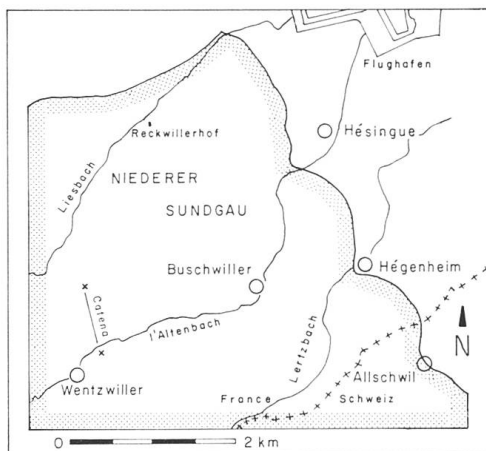 Flughafen
Hésingue
Reckwillerhof
Liesbach
NIEDERER
SUNDGAU
Buschwiller
Hégenheim
Catena
l'Altenbach
Lertzbach
N
Wentzwiller
Allschwil
France
Schweiz
0 2 km